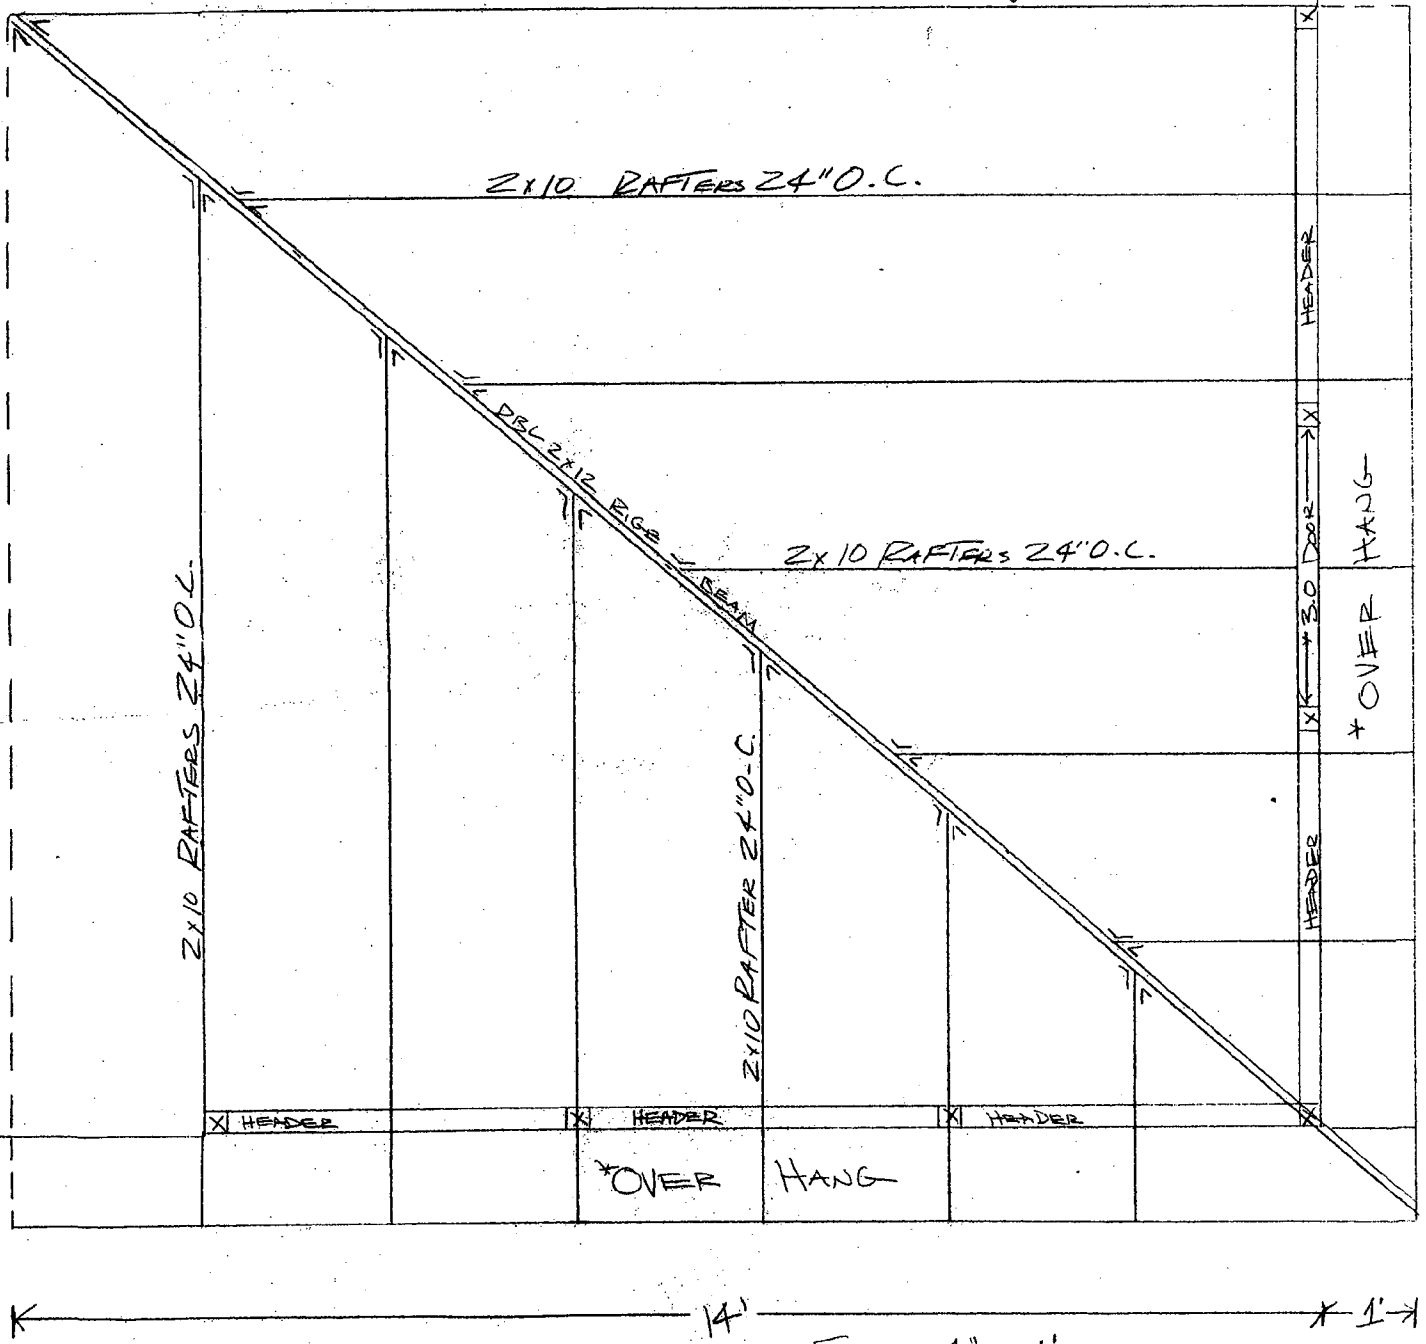 X
2x10 RAFTERS 24" O.C.
HEADER
X
DBL 2x12 RIGE BEAM
2x10 RAFTERS 24" O.C.
3.0 DOOR
*OVER HANG
2x10 RAFTERS 24" O.C.
X
2x10 RAFTER 24" O.C.
HEADER
X HEADER
X HEADER
X HEADER
X
*OVER HANG
14'
1'